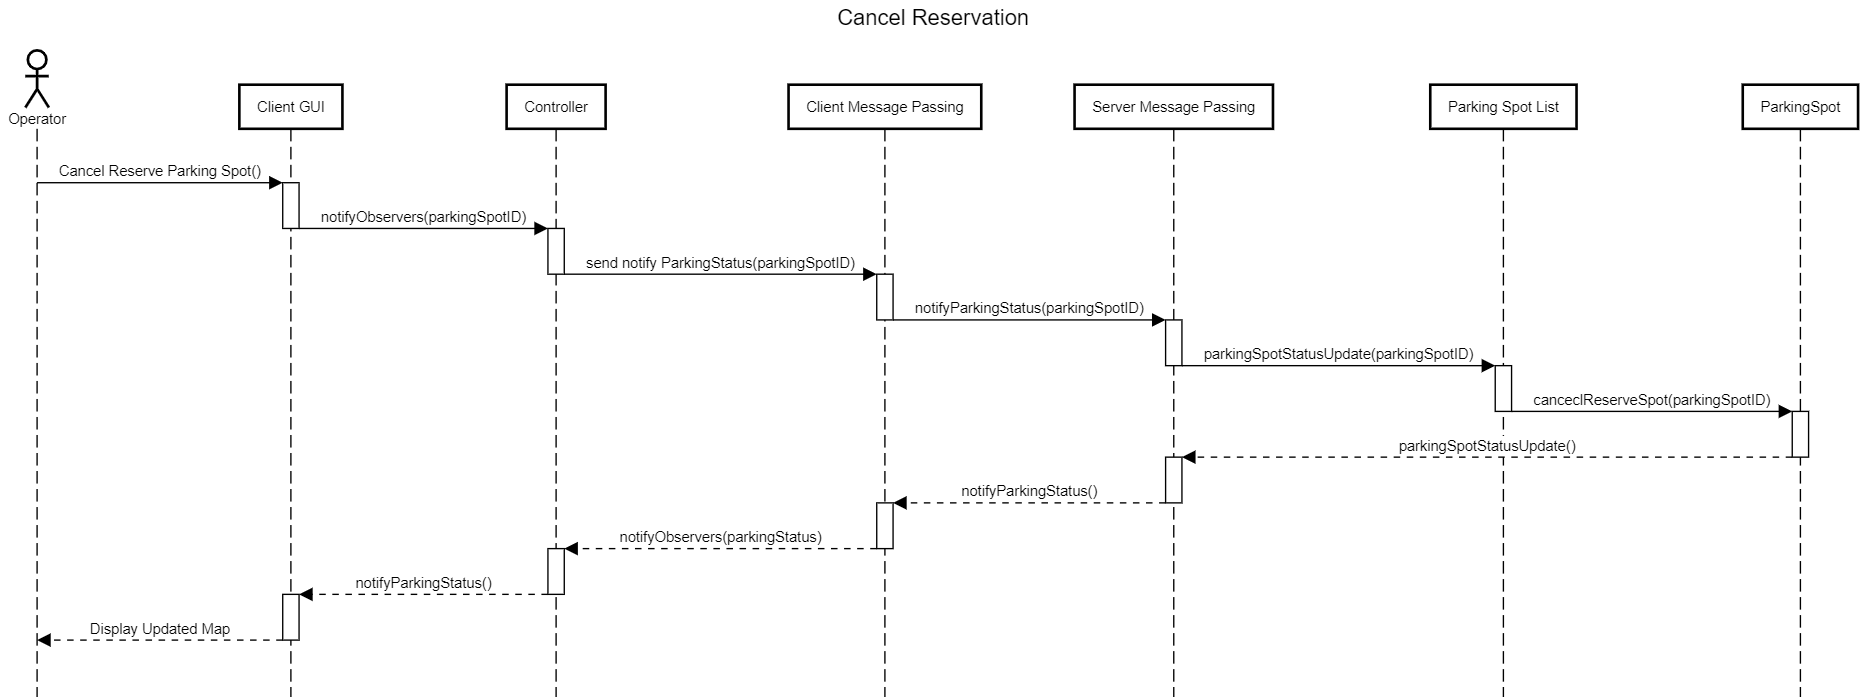 Cancel Reservation
Operator
Client GUI
Controller
Client Message Passing
Server Message Passing
Parking Spot List
ParkingSpot
Cancel Reserve Parking Spot()
notifyObservers(parkingSpotID)
send notify ParkingStatus(parkingSpotID)
notifyParkingStatus(parkingSpotID)
parkingSpotStatusUpdate(parkingSpotID)
canceclReserveSpot(parkingSpotID)
parkingSpotStatusUpdate()
notifyParkingStatus()
notifyObservers(parkingStatus)
notifyParkingStatus()
Display Updated Map